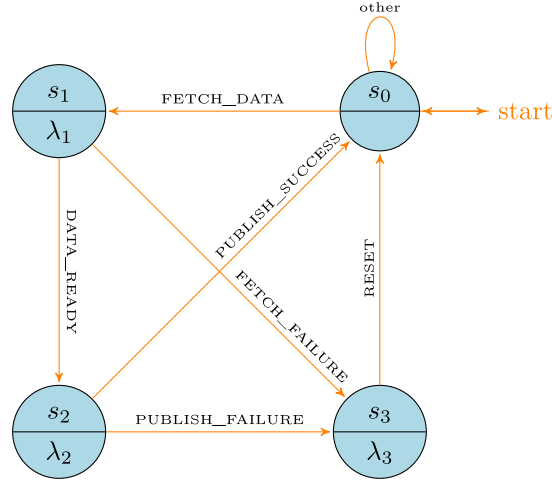 other
s₁
λ₁
FETCH_DATA
s₀
start
PUBLISH_SUCCESS
DATA_READY
FETCH_FAILURE
RESET
s₂
λ₂
PUBLISH_FAILURE
s₃
λ₃